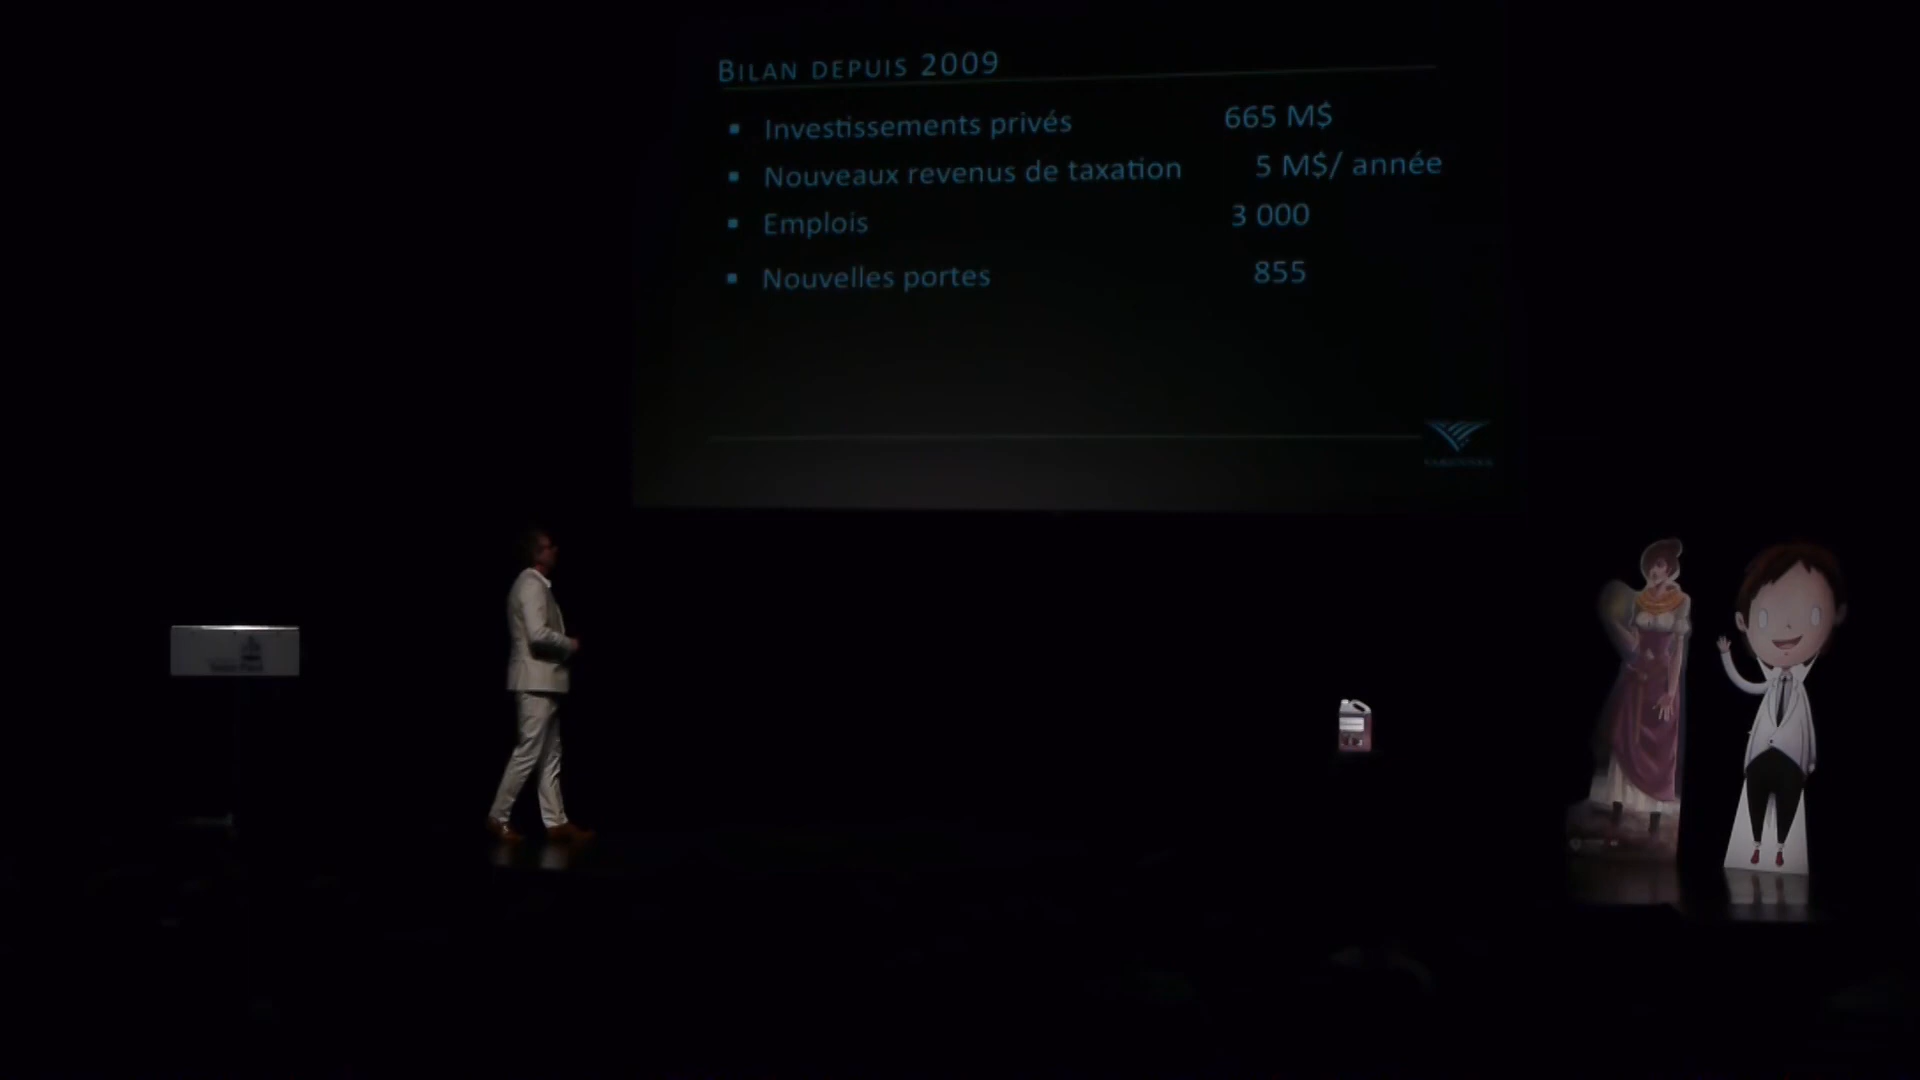 BILAN DEPUIS 2009
Investissements privés 665 M$
Nouveaux revenus de taxation 5 M$/ année
Emplois 3 000
Nouvelles portes 855